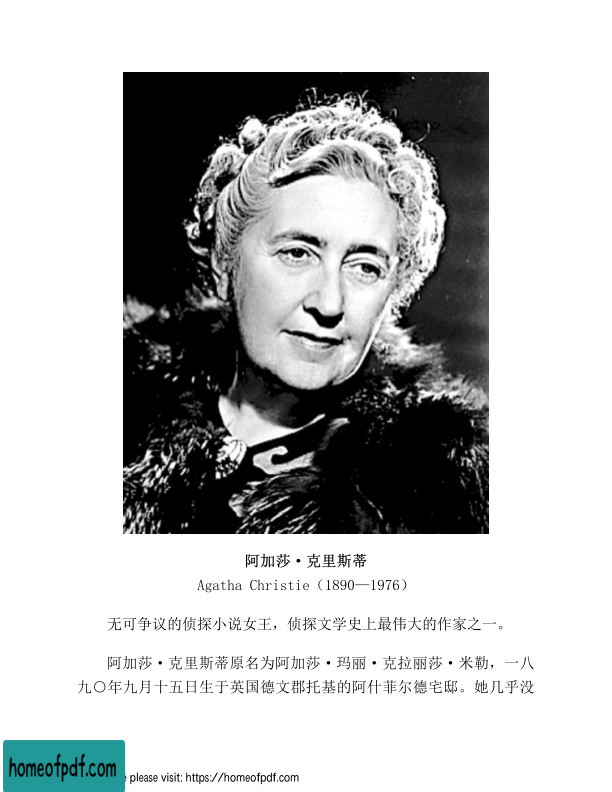 阿加莎·克里斯蒂
Agatha Christie（1890—1976）
无可争议的侦探小说女王，侦探文学史上最伟大的作家之一。
阿加莎·克里斯蒂原名为阿加莎·玛丽·克拉丽莎·米勒，一八
九〇年九月十五日生于英国德文郡托基的阿什菲尔德宅邸。她几乎没
homeofpdf.com
e please visit: https://homeofpdf.com